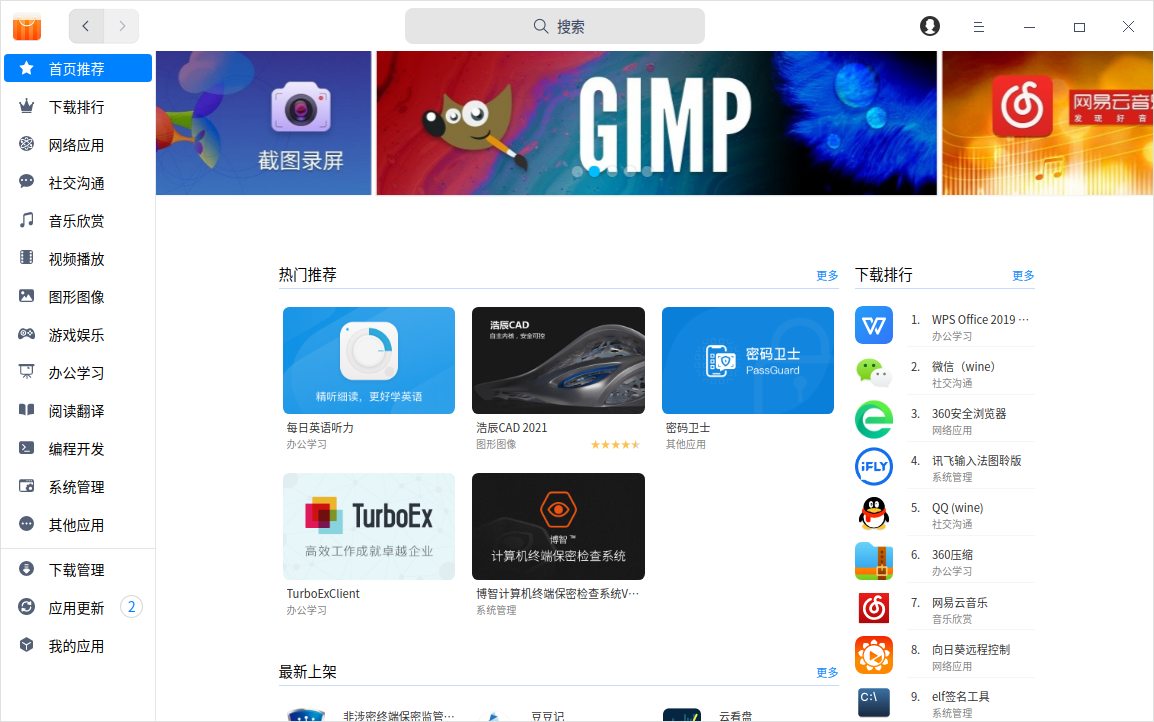 搜索
首页推荐
下载排行
网络应用
社交沟通
音乐欣赏
视频播放
图形图像
游戏娱乐
办公学习
阅读翻译
编程开发
系统管理
其他应用
下载管理
应用更新 2
我的应用
截图录屏
GIMP
网易云音
发现好音
热门推荐 更多
精听细读，更好学英语
每日英语听力
办公学习
浩辰CAD
自主内核，安全可控
浩辰CAD 2021
图形图像
密码卫士
PassGuard
密码卫士
其他应用
TurboEx
高效工作成就卓越企业
TurboExClient
办公学习
博智™
计算机终端保密检查系统
博智计算机终端保密检查系统V…
系统管理
最新上架 更多
非涉密终端保密监管…
豆豆记
云看盘
下载排行 更多
1. WPS Office 2019 …
办公学习
2. 微信（wine）
社交沟通
3. 360安全浏览器
网络应用
iFLY
4. 讯飞输入法图聆版
系统管理
5. QQ (wine)
社交沟通
6. 360压缩
办公学习
7. 网易云音乐
音乐欣赏
8. 向日葵远程控制
网络应用
C:\
9. elf签名工具
系统管理